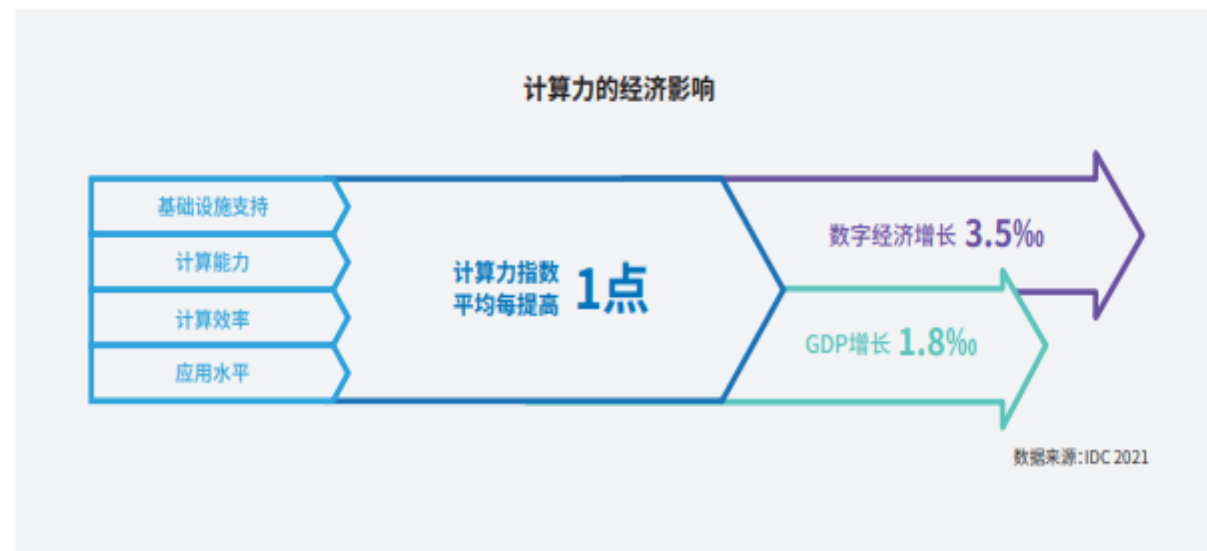 计算力的经济影响
基础设施支持
计算能力
计算效率
应用水平
计算力指数
平均每提高 1点
数字经济增长 3.5‰
GDP增长 1.8‰
数据来源：IDC 2021